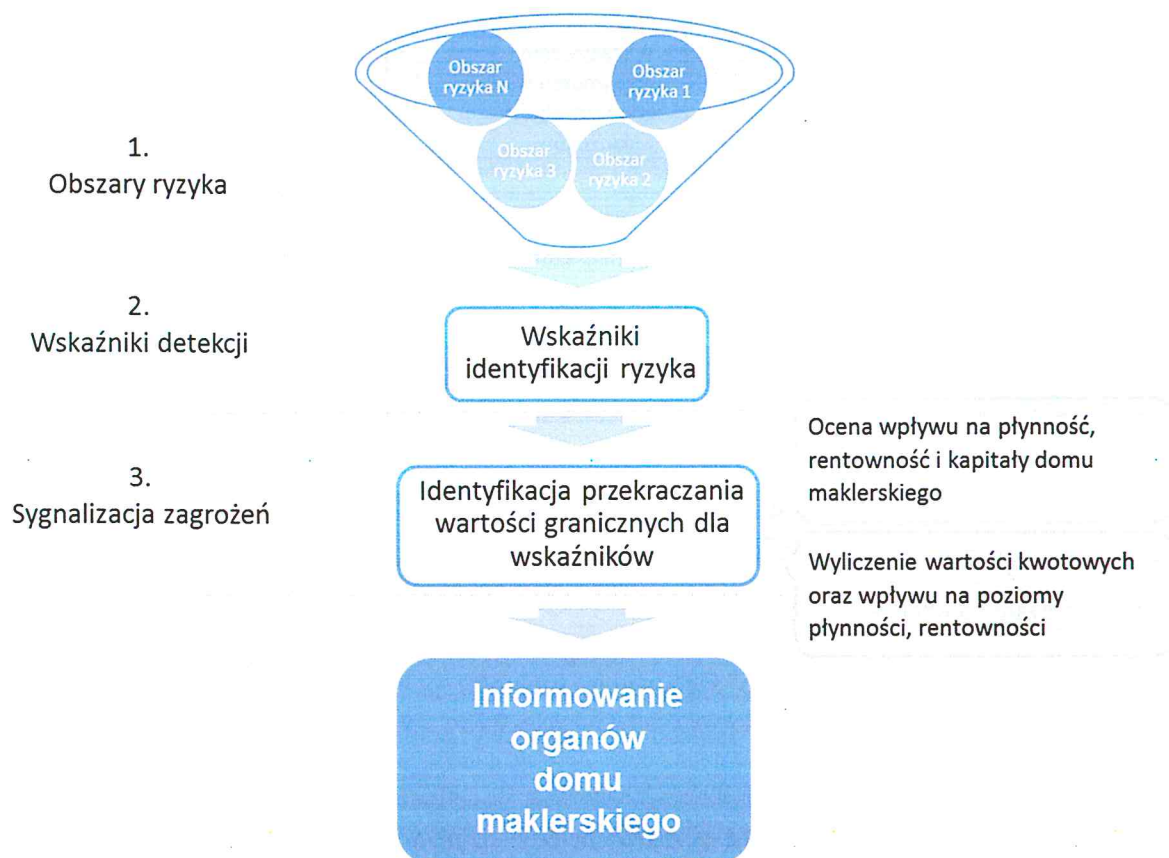 Obszar
ryzyka N
Obszar
ryzyka 1
Obszar
ryzyka 3
Obszar
ryzyka 2
1.
Obszary ryzyka
2.
Wskaźniki detekcji
Wskaźniki
identyfikacji ryzyka
3.
Sygnalizacja zagrożeń
Identyfikacja przekraczania
wartości granicznych dla
wskaźników
Ocena wpływu na płynność,
rentowność i kapitały domu
maklerskiego
Wyliczenie wartości kwotowych
oraz wpływu na poziomy
płynności, rentowności
Informowanie
organów
domu
maklerskiego